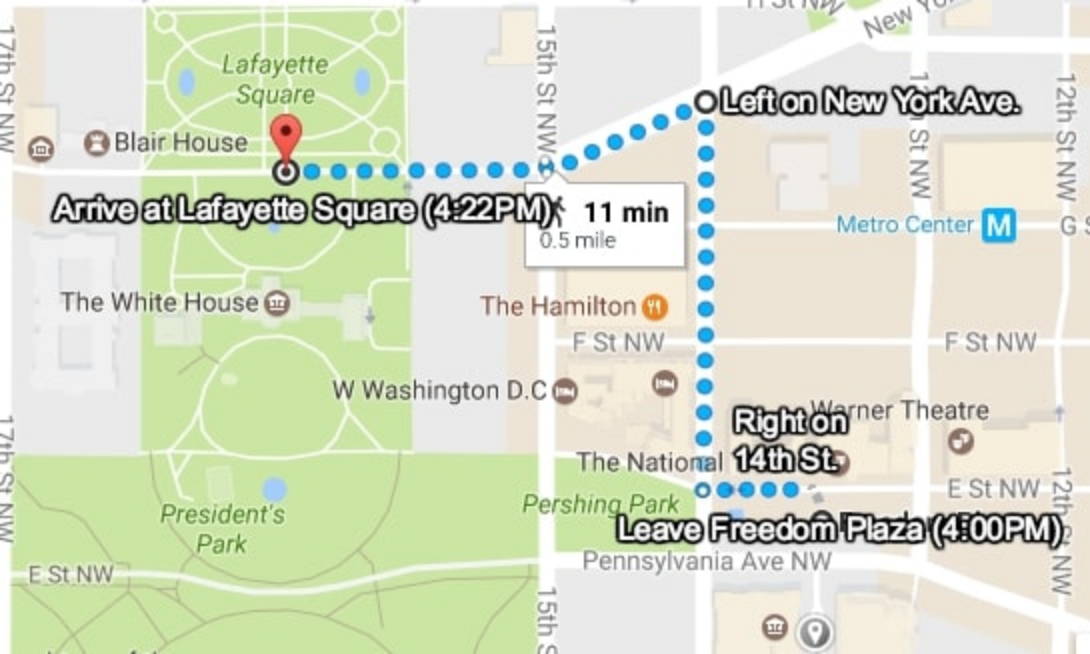 H St NW
New Yo
17th St NW
15th St NW
12th St NW
Lafayette
Square
Left on New York Ave.
Blair House
Arrive at Lafayette Square (4:22PM)
11 min
0.5 mile
Metro Center
M
G S
The White House
The Hamilton
F St NW
F St NW
W Washington D.C
Right on
14th St.
Warner Theatre
The National
E St NW
Pershing Park
President's
Park
Leave Freedom Plaza (4:00PM)
Pennsylvania Ave NW
E St NW
17th St NW
15th S
12th S